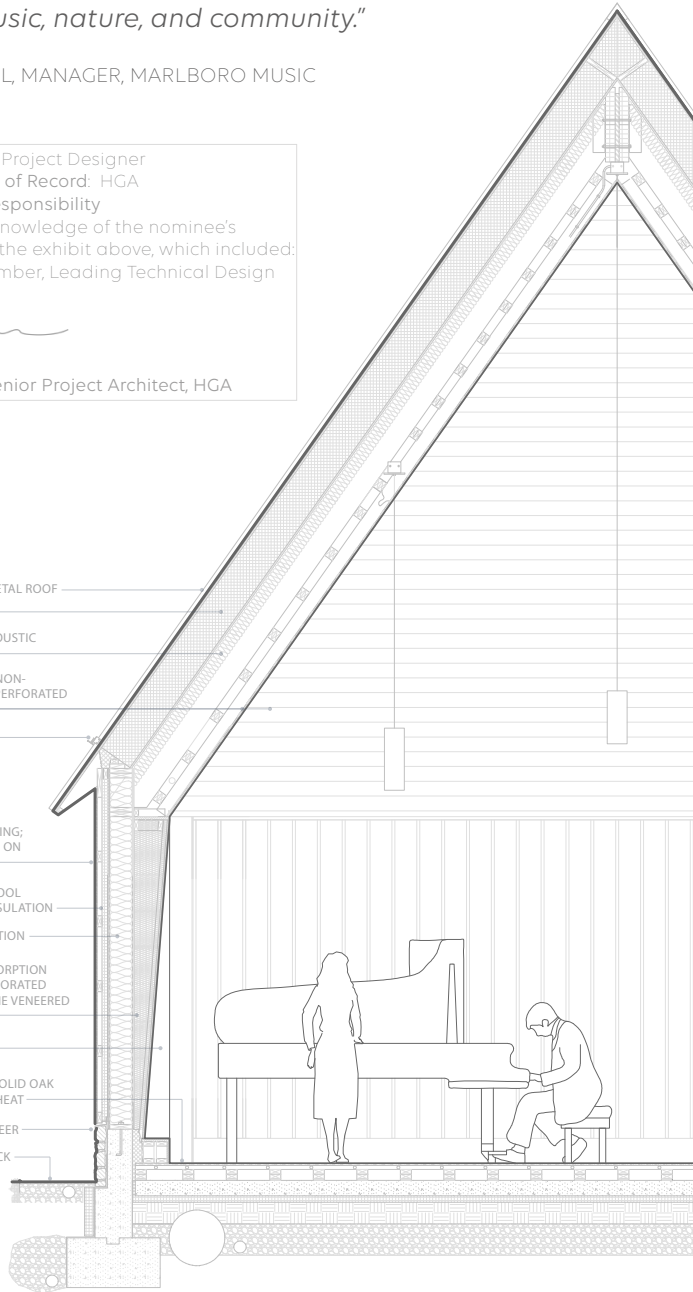 usic, nature, and community.”
L, MANAGER, MARLBORO MUSIC
Project Designer
of Record: HGA
sponsibility
nowledge of the nominee’s
the exhibit above, which included:
mber, Leading Technical Design
enior Project Architect, HGA
ETAL ROOF
OUSTIC
NON-
ERFORATED
ING;
ON
OOL
SULATION
TION
ORPTION
ORATED
NE VENEERED
OLID OAK
HEAT
EER
CK